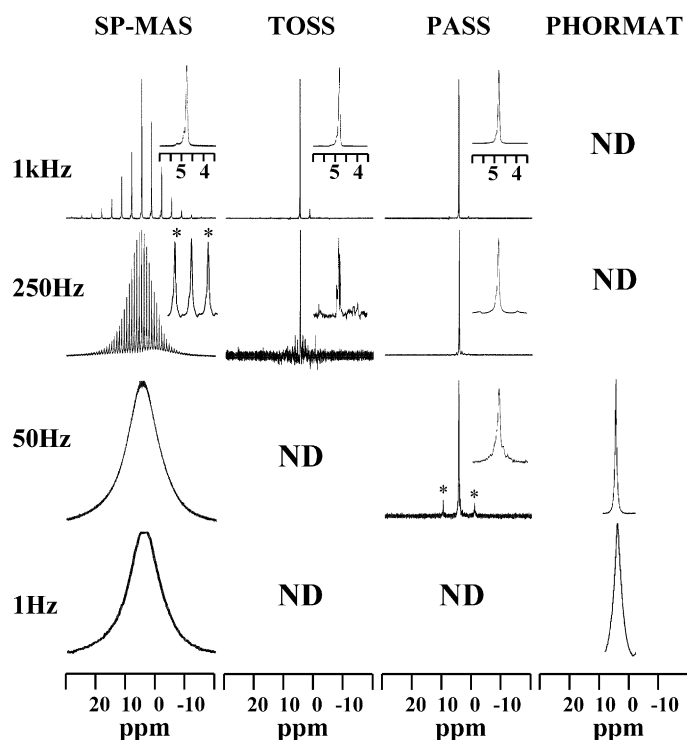 SP-MAS TOSS PASS PHORMAT
1kHz
5 4
5 4
5 4
ND
250Hz
* *
ND
50Hz
ND
* *
1Hz
ND
ND
20 10 0 -10
20 10 0 -10
20 10 0 -10
20 10 0 -10
ppm ppm ppm ppm